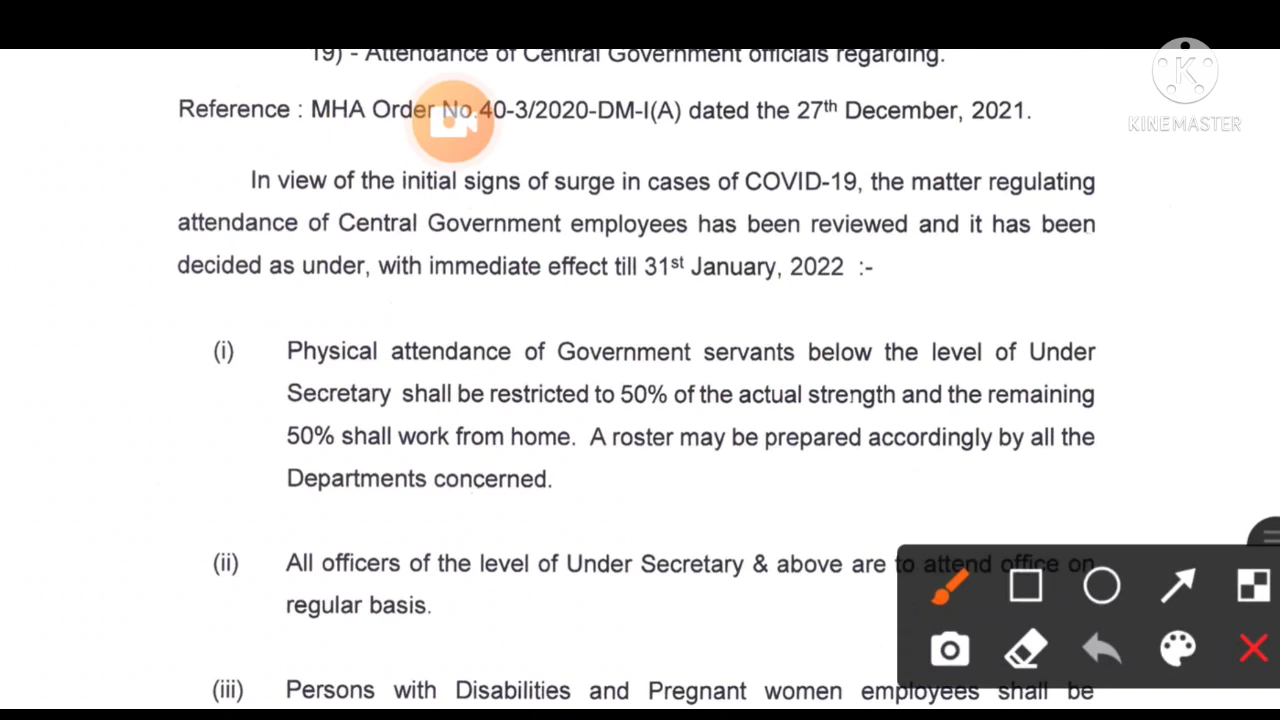 19) - Attendance of Central Government officials regarding.
KINEMASTER
Reference : MHA Order No.40-3/2020-DM-I(A) dated the 27th December, 2021.
In view of the initial signs of surge in cases of COVID-19, the matter regulating
attendance of Central Government employees has been reviewed and it has been
decided as under, with immediate effect till 31st January, 2022 :-
(i) Physical attendance of Government servants below the level of Under
Secretary shall be restricted to 50% of the actual strength and the remaining
50% shall work from home. A roster may be prepared accordingly by all the
Departments concerned.
(ii) All officers of the level of Under Secretary & above are to attend office on
regular basis.
(iii) Persons with Disabilities and Pregnant women employees shall be